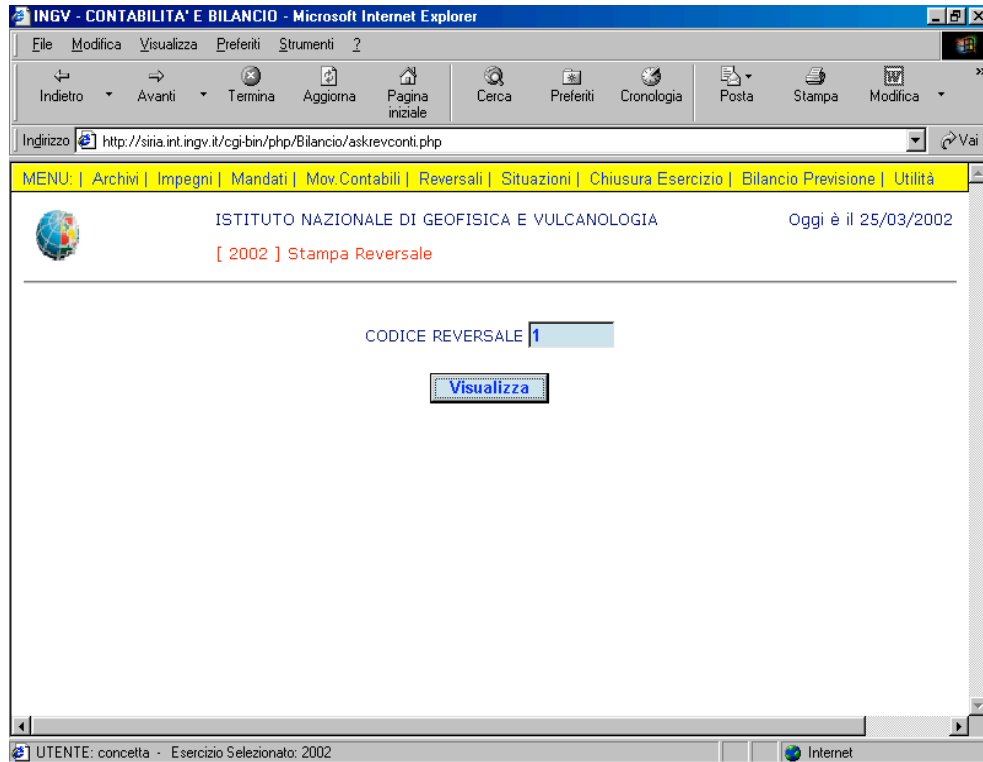 INGV - CONTABILITA' E BILANCIO - Microsoft Internet Explorer
File Modifica Visualizza Preferiti Strumenti ?
Indietro Avanti Termina Aggiorna Pagina iniziale Cerca Preferiti Cronologia Posta Stampa Modifica »
Indirizzo http://siria.int.ingv.it/cgi-bin/php/Bilancio/askrevconti.php Vai
MENU: | Archivi | Impegni | Mandati | Mov.Contabili | Reversali | Situazioni | Chiusura Esercizio | Bilancio Previsione | Utilità
ISTITUTO NAZIONALE DI GEOFISICA E VULCANOLOGIA Oggi è il 25/03/2002
[ 2002 ] Stampa Reversale
CODICE REVERSALE 1
Visualizza
UTENTE: concetta - Esercizio Selezionato: 2002 Internet